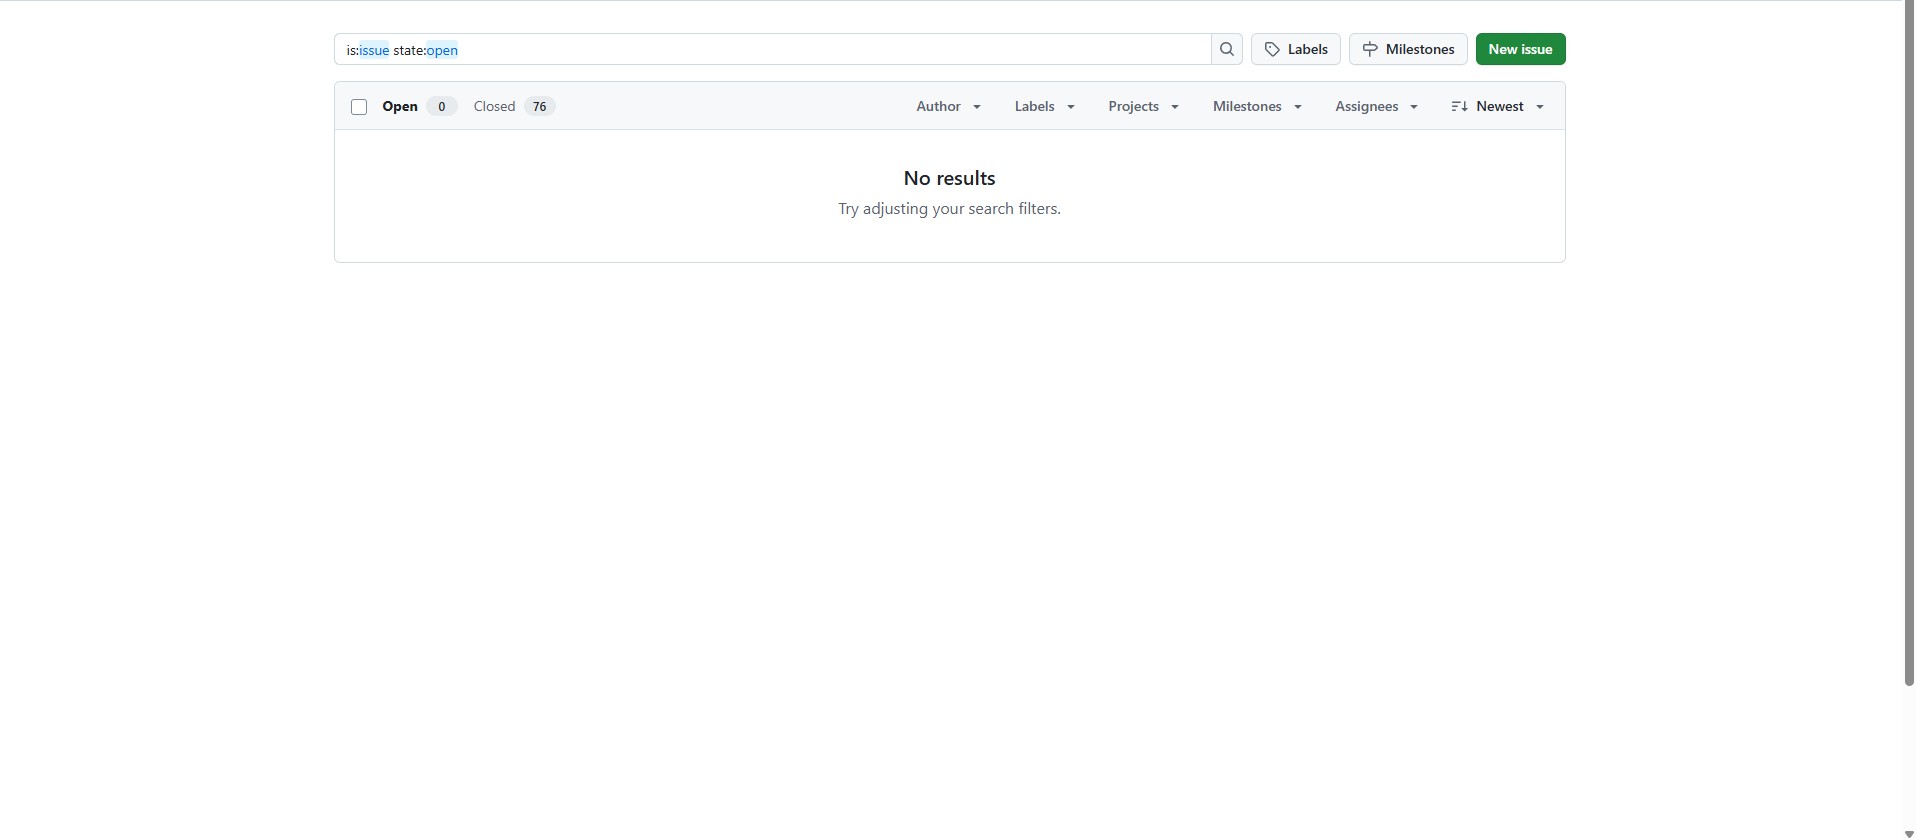 is:issue state:open
Labels
Milestones
New issue
Open 0 Closed 76 Author Labels Projects Milestones Assignees Newest
No results
Try adjusting your search filters.